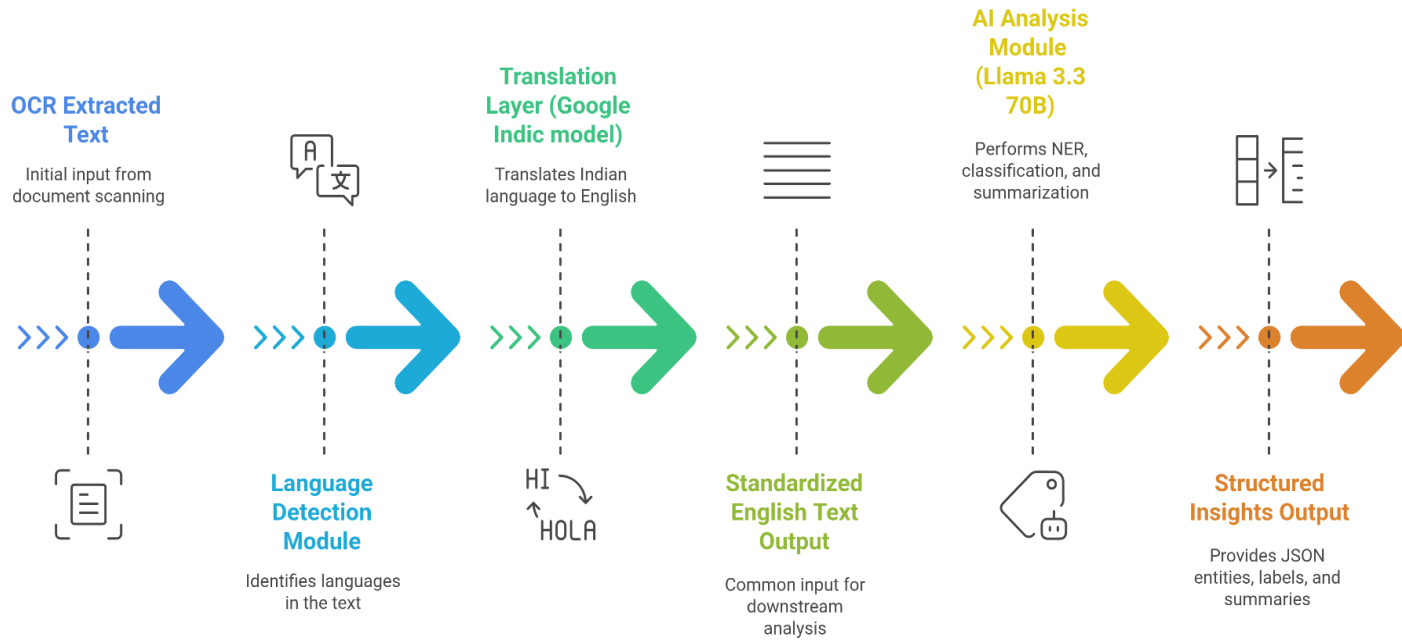 OCR Extracted
Text
Initial input from
document scanning
A
文
Language
Detection
Module
Identifies languages
in the text
Translation
Layer (Google
Indic model)
Translates Indian
language to English
HI
HOLA
Standardized
English Text
Output
Common input for
downstream
analysis
AI Analysis
Module
(Llama 3.3
70B)
Performs NER,
classification, and
summarization
Structured
Insights Output
Provides JSON
entities, labels, and
summaries